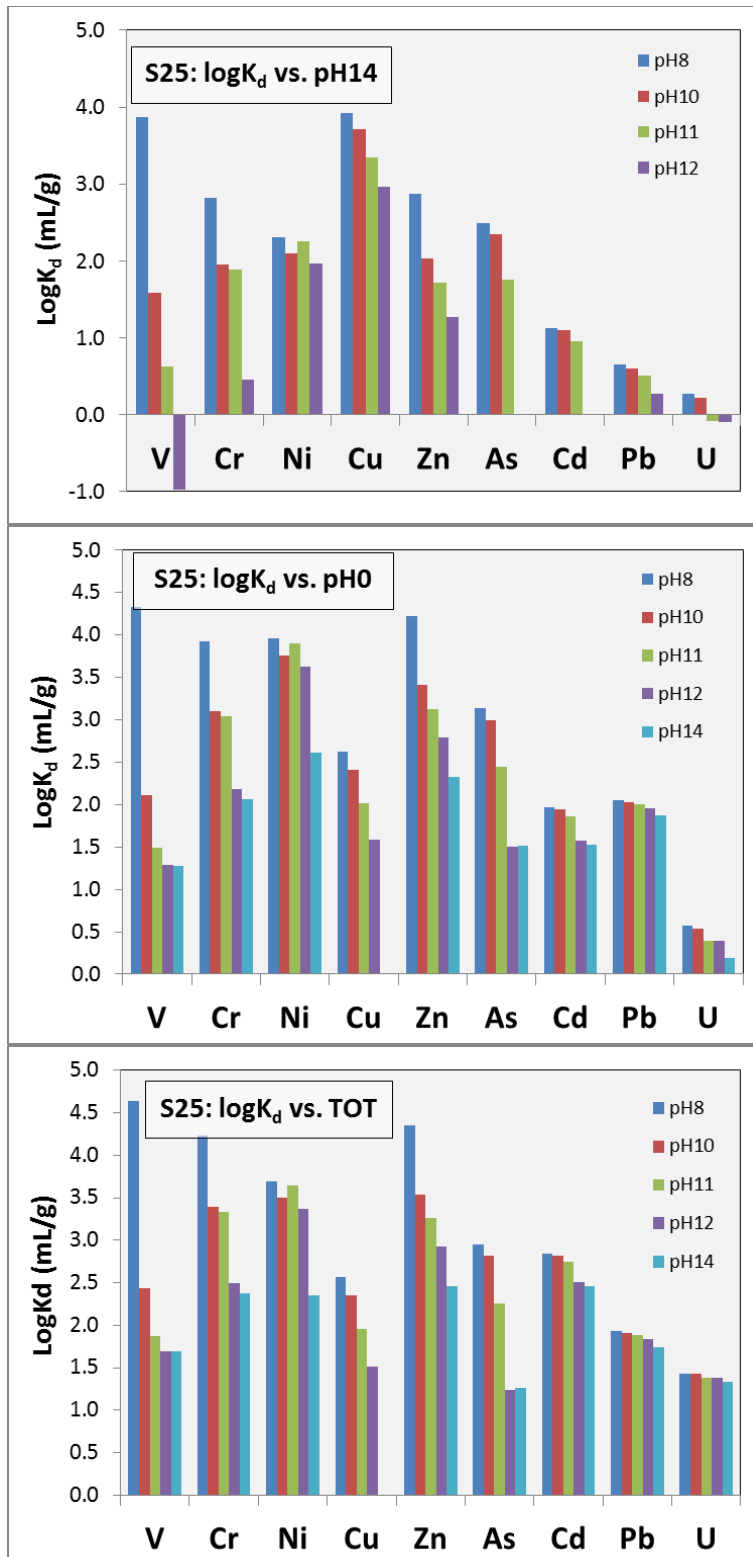 S25: logKd vs. pH14
LogKd (mL/g)
5.0
4.0
3.0
2.0
1.0
0.0
-1.0
pH8
pH10
pH11
pH12
V Cr Ni Cu Zn As Cd Pb U
S25: logKd vs. pH0
LogKd (mL/g)
5.0
4.5
4.0
3.5
3.0
2.5
2.0
1.5
1.0
0.5
0.0
pH8
pH10
pH11
pH12
pH14
V Cr Ni Cu Zn As Cd Pb U
S25: logKd vs. TOT
LogKd (mL/g)
5.0
4.5
4.0
3.5
3.0
2.5
2.0
1.5
1.0
0.5
0.0
pH8
pH10
pH11
pH12
pH14
V Cr Ni Cu Zn As Cd Pb U